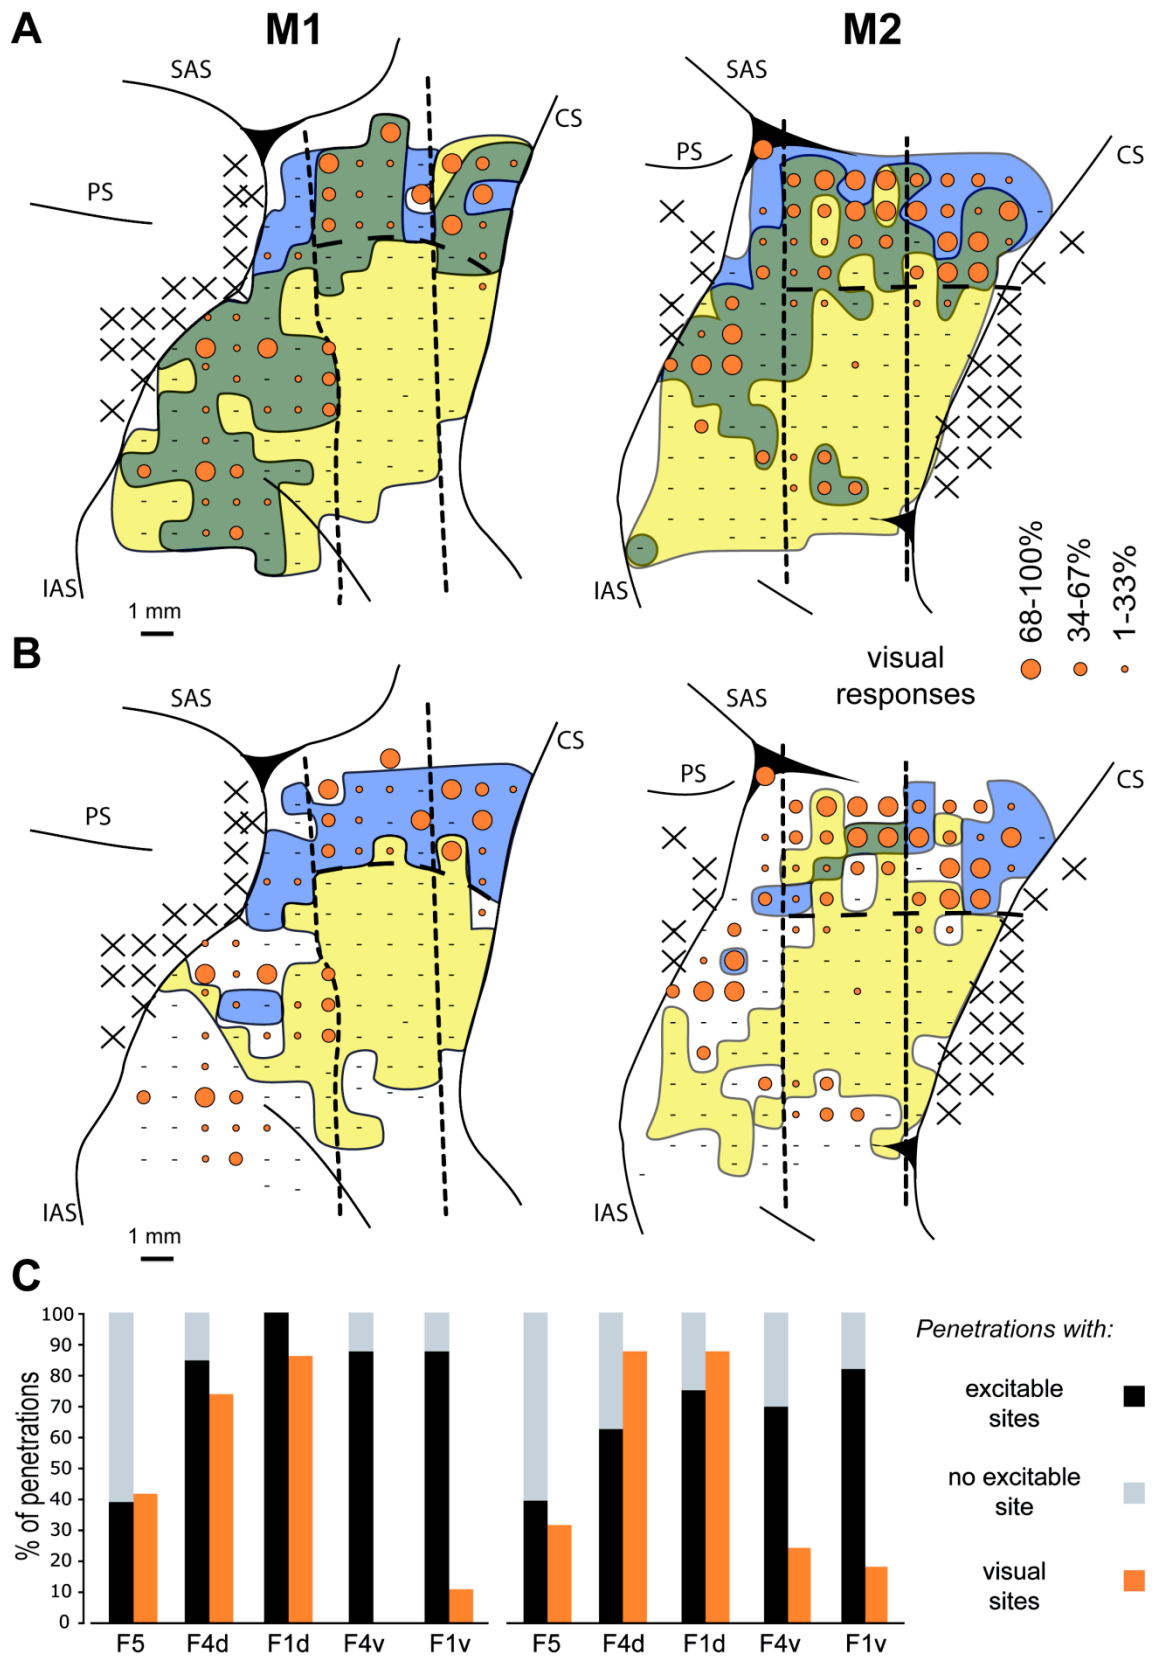 A
M1
M2
SAS
SAS
CS
PS
CS
PS
IAS
IAS
1 mm
68-100%
34-67%
1-33%
visual
responses
B
SAS
SAS
CS
PS
CS
PS
IAS
IAS
1 mm
C
% of penetrations
100
90
80
70
60
50
40
30
20
10
0
F5 F4d F1d F4v F1v F5 F4d F1d F4v F1v
Penetrations with:
excitable
sites
no excitable
site
visual
sites